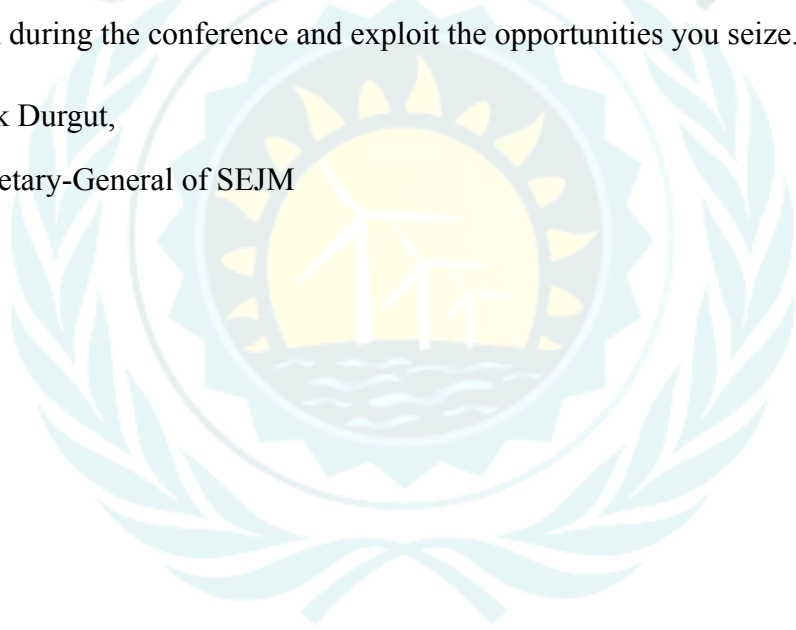 during the conference and exploit the opportunities you seize.
k Durgut,
etary-General of SEJM